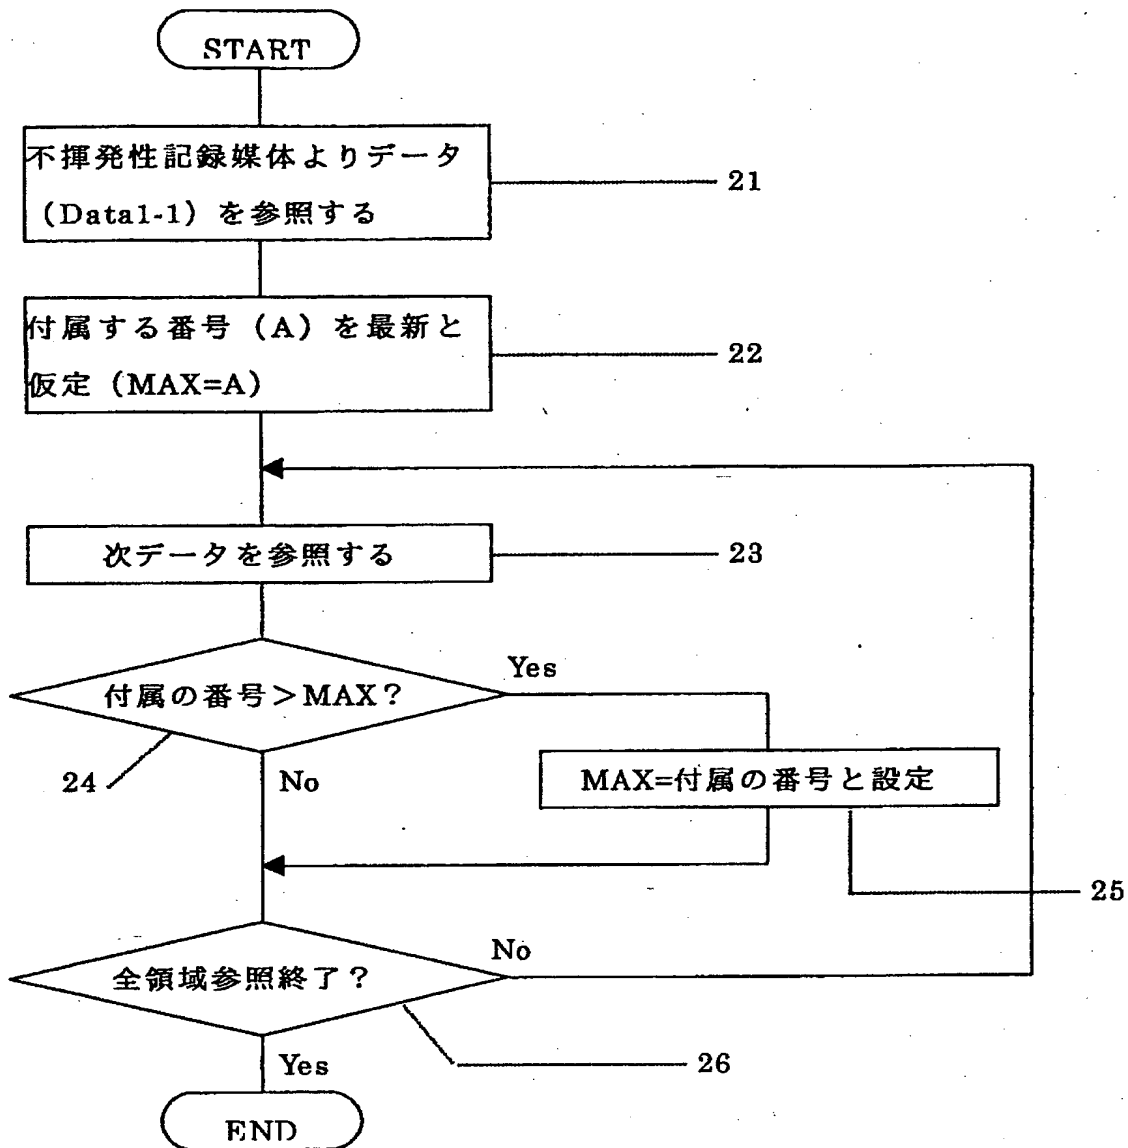 START
不揮発性記録媒体よりデータ
(Data1-1)を参照する
21
付属する番号(A)を最新と
仮定(MAX=A)
22
次データを参照する
23
付属の番号>MAX?
Yes
24
No
MAX=付属の番号と設定
25
全領域参照終了?
No
26
Yes
END